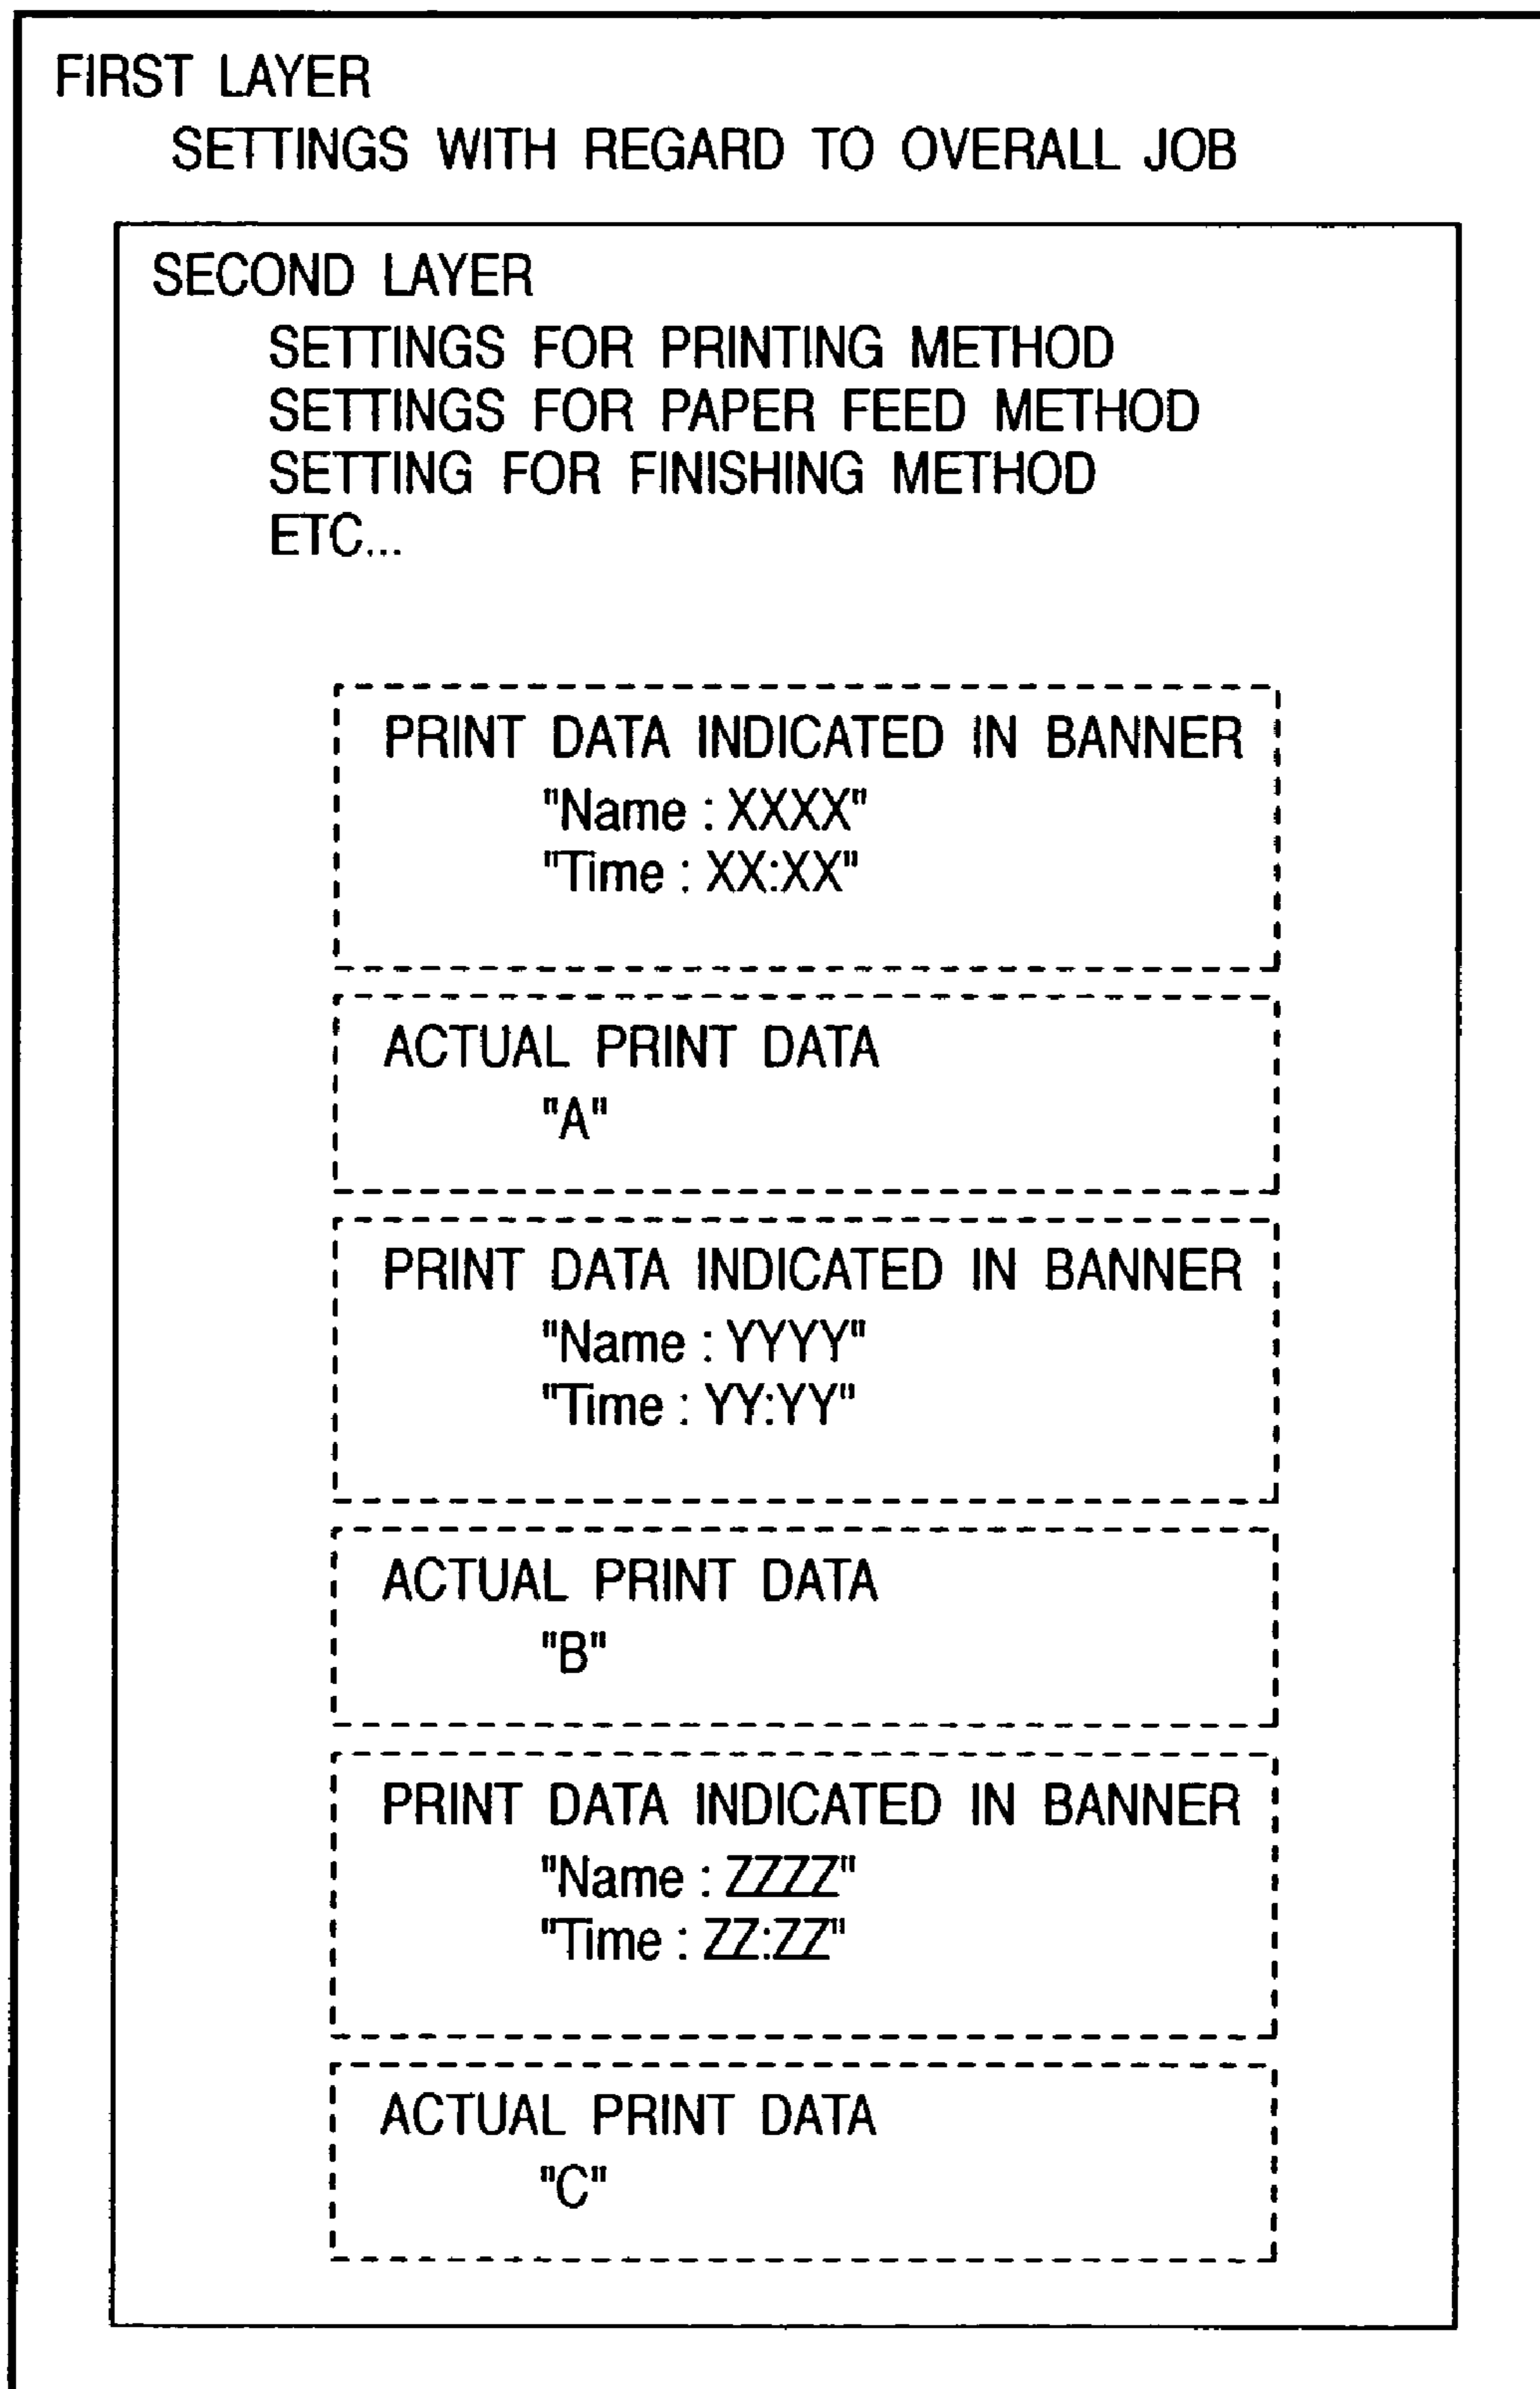 FIRST LAYER
SETTINGS WITH REGARD TO OVERALL JOB
SECOND LAYER
SETTINGS FOR PRINTING METHOD
SETTINGS FOR PAPER FEED METHOD
SETTING FOR FINISHING METHOD
ETC...
PRINT DATA INDICATED IN BANNER
"Name : XXXX"
"Time : XX:XX"
ACTUAL PRINT DATA
"A"
PRINT DATA INDICATED IN BANNER
"Name : YYYY"
"Time : YY:YY"
ACTUAL PRINT DATA
"B"
PRINT DATA INDICATED IN BANNER
"Name : ZZZZ"
"Time : ZZ:ZZ"
ACTUAL PRINT DATA
"C"